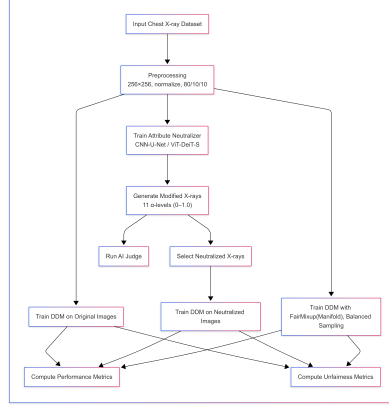 Input Chest X-ray Dataset
Preprocessing
256×256, normalize, 80/10/10
Train Attribute Neutralizer
CNN-U-Net / ViT-DeiT-S
Generate Modified X-rays
11 α-levels (0–1.0)
Run AI Judge
Select Neutralized X-rays
Train DDM on Original Images
Train DDM on Neutralized
Images
Train DDM with
FairMixup(Manifold), Balanced
Sampling
Compute Performance Metrics
Compute Unfairness Metrics